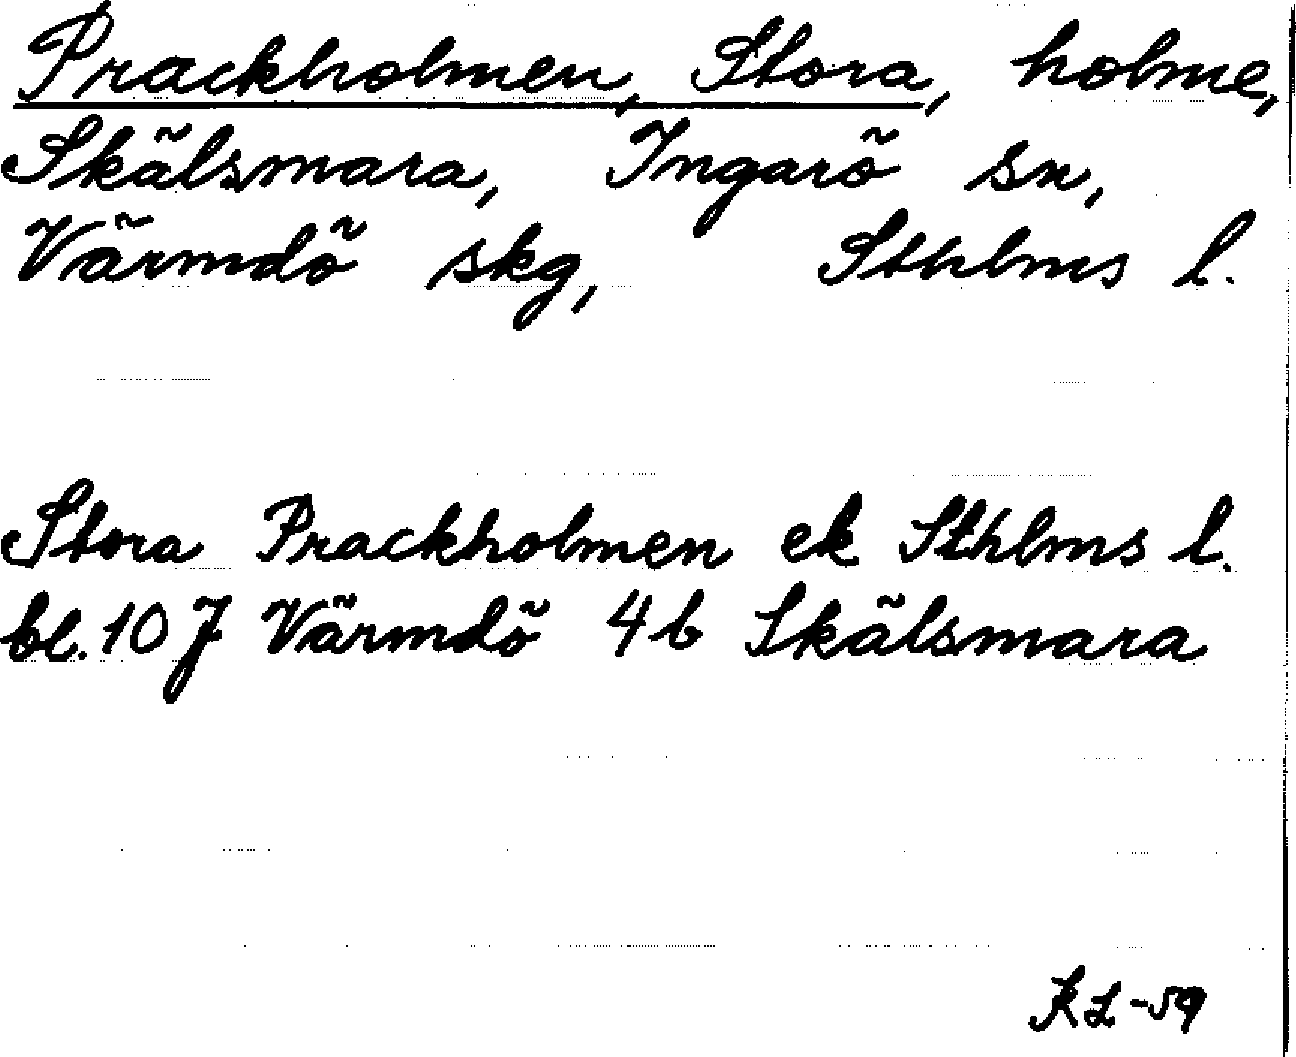 Prackholmen, Stora, holme,
Skälsmara, Ingarö sn,
Värmdö skg, Sthlms l.
Stora Prackholmen ek Sthlms l.
bl. 10 J Värmdö 4b Skälsmara
KL-59